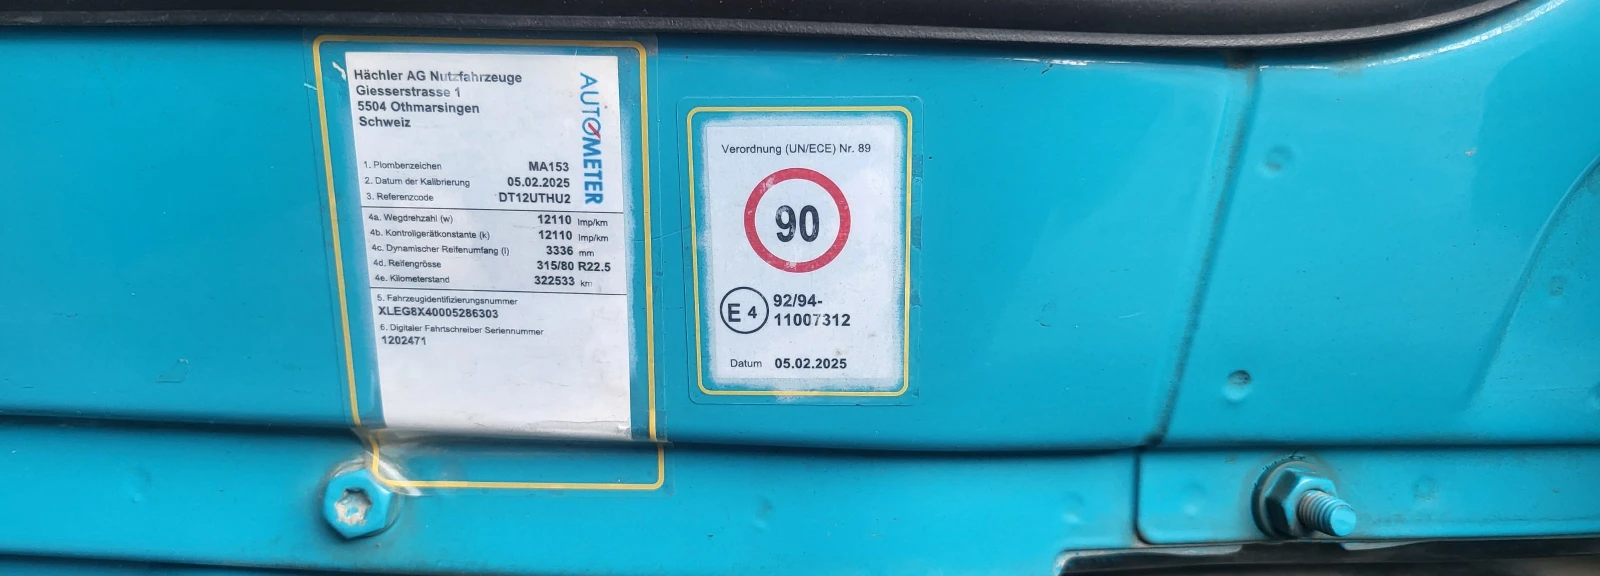 Hächler AG Nutzfahrzeuge
Giesserstrasse 1
5504 Othmarsingen
Schweiz
AUTOMETER
1. Plombenzeichen MA153
2. Datum der Kalibrierung 05.02.2025
3. Referenzcode DT12UTHU2
4a. Wegdrehzahl (w) 12110 Imp/km
4b. Kontrollgerätkonstante (k) 12110 Imp/km
4c. Dynamischer Reifenumfang (l) 3336 mm
4d. Reifengrösse 315/80 R22.5
4e. Kilometerstand 322533 km
5. Fahrzeugidentifizierungsnummer
XLEG8X40005286303
6. Digitaler Fahrtschreiber Seriennummer
1202471
Verordnung (UN/ECE) Nr. 89
90
E 4 92/94-
11007312
Datum 05.02.2025